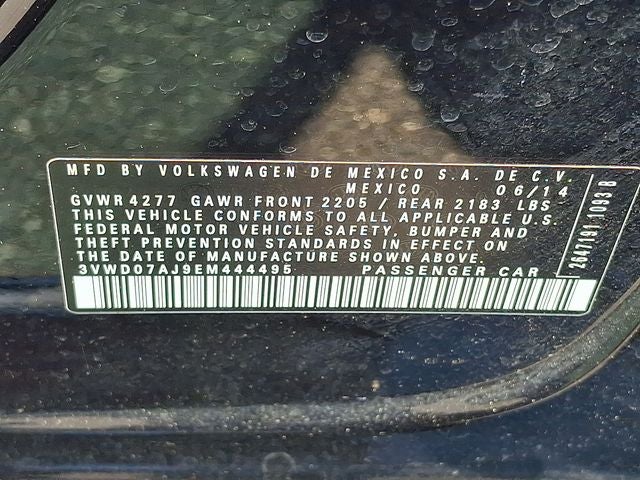 MFD BY VOLKSWAGEN DE MEXICO S.A. DE C.V.
MEXICO 06/14
GVWR 4277 GAWR FRONT 2205 / REAR 2183 LBS
THIS VEHICLE CONFORMS TO ALL APPLICABLE U.S.
FEDERAL MOTOR VEHICLE SAFETY, BUMPER AND
THEFT PREVENTION STANDARDS IN EFFECT ON
THE DATE OF MANUFACTURE SHOWN ABOVE.
3VWD07AJ9EM444495 PASSENGER CAR
2647191 1093 B